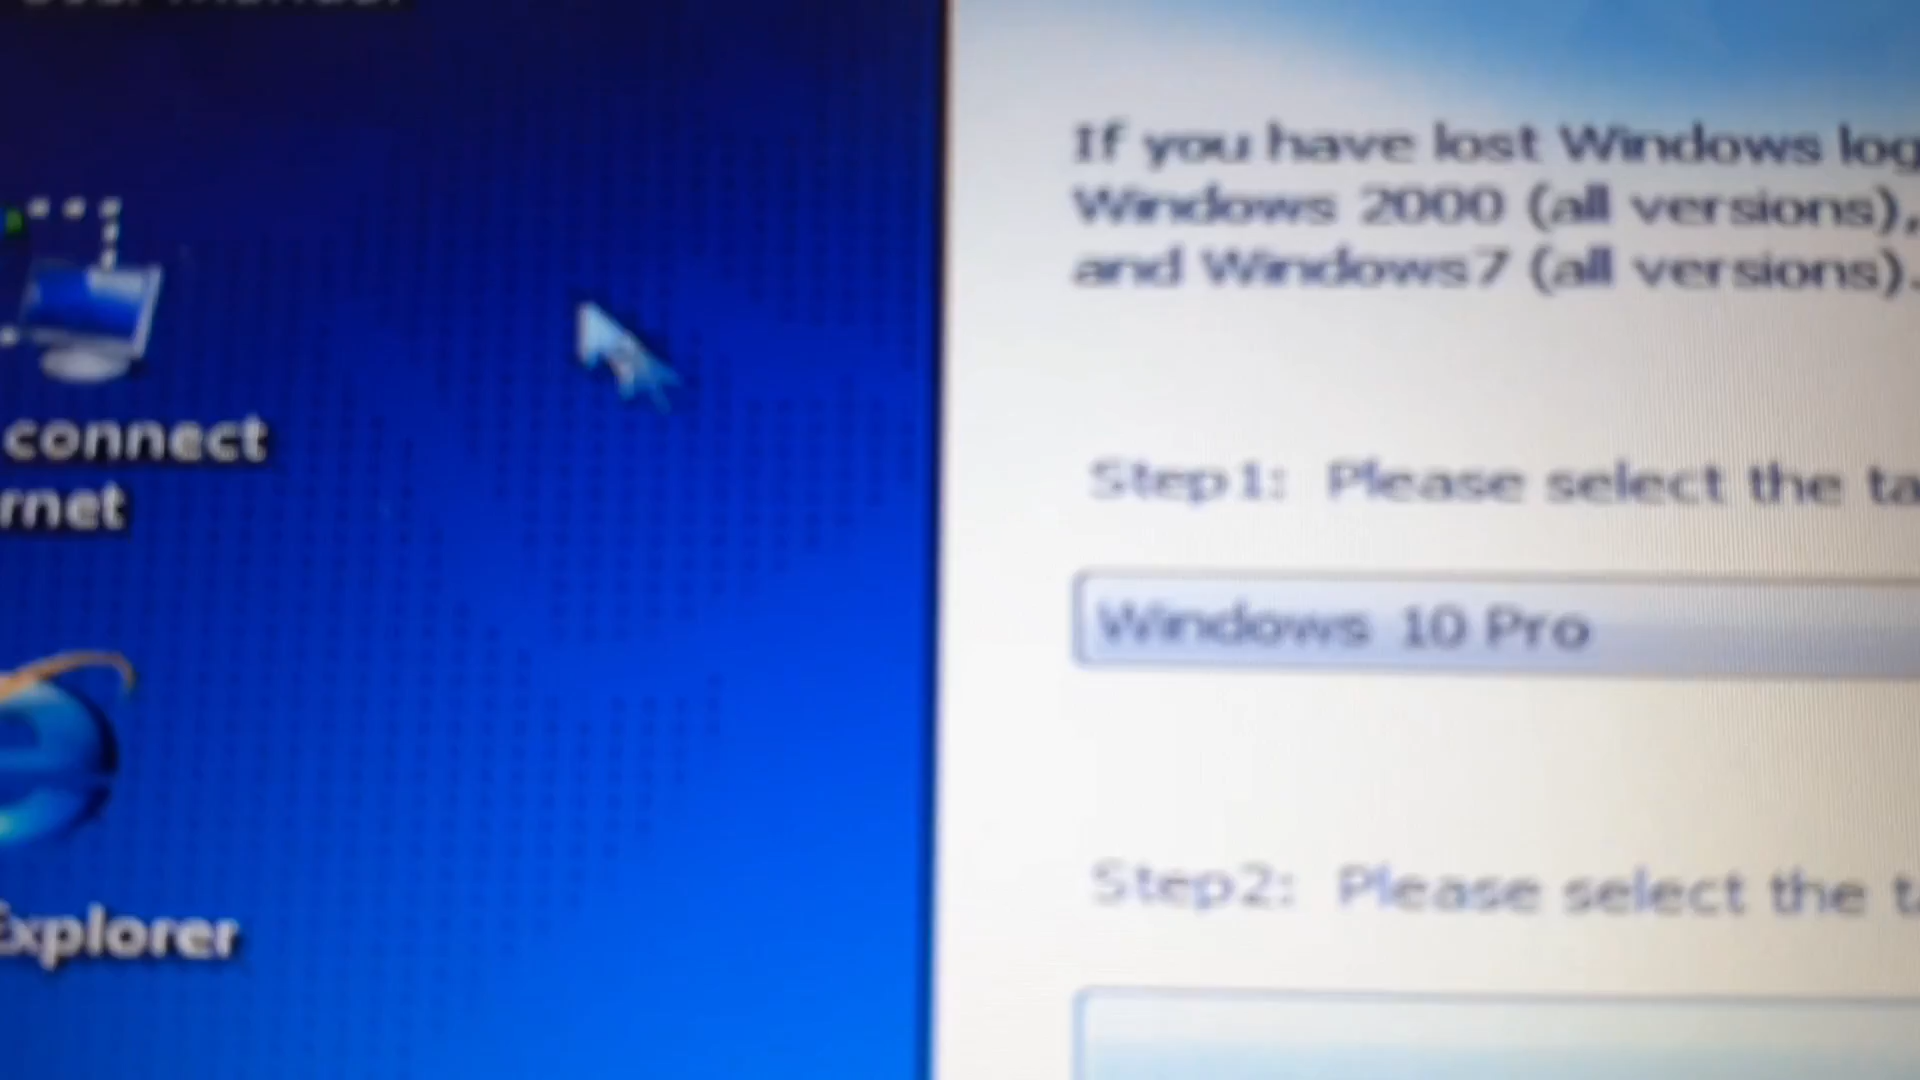 connect
rnet
Explorer
If you have lost Windows log
Windows 2000 (all versions),
and Windows7 (all versions).
Step1: Please select the ta
Windows 10 Pro
Step2: Please select the t